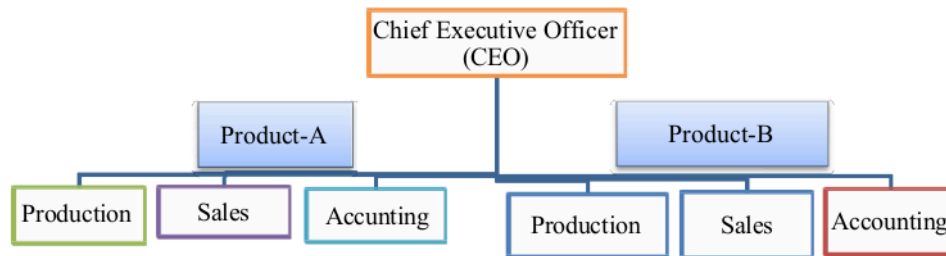 Chief Executive Officer
(CEO)
Product-A
Product-B
Production
Sales
Accunting
Production
Sales
Accounting